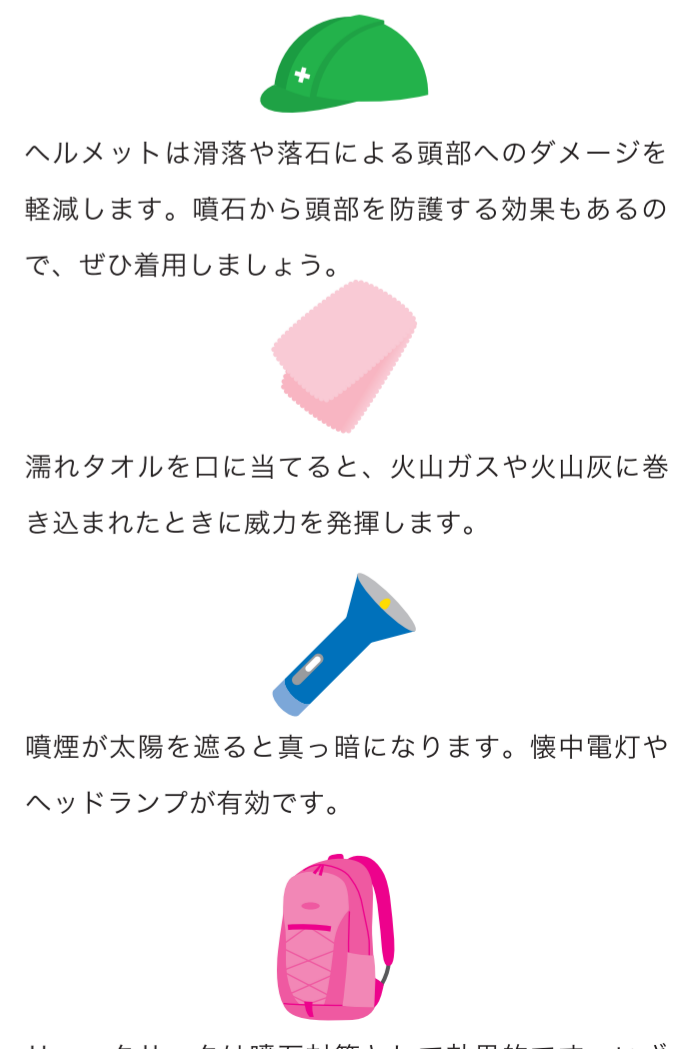 ヘルメットは滑落や落石による頭部へのダメージを
軽減します。噴石から頭部を防護する効果もあるの
で、ぜひ着用しましょう。
濡れタオルを口に当てると、火山ガスや火山灰に巻
き込まれたときに威力を発揮します。
噴煙が太陽を遮ると真っ暗になります。懐中電灯や
ヘッドランプが有効です。